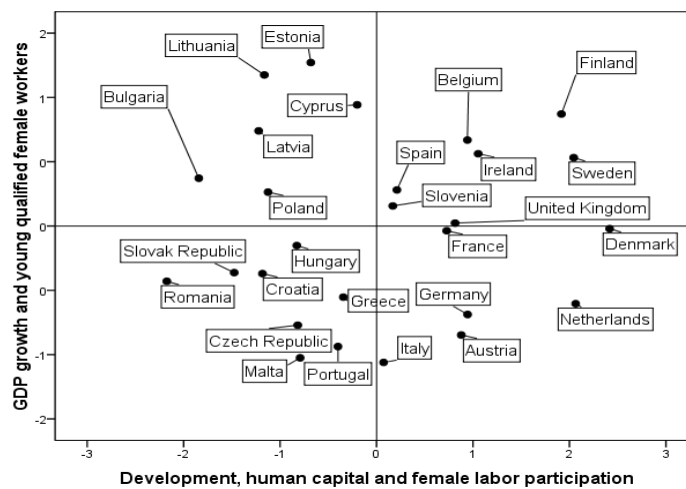 GDP growth and young qualified female workers
2
1
0
0
0
-1
-2
Estonia
Lithuania
Finland
Belgium
Bulgaria
Cyprus
Latvia
Spain
Ireland
Sweden
Slovenia
Poland
United Kingdom
Slovak Republic
Hungary
France
Denmark
Romania
Croatia
Greece
Germany
Netherlands
Czech Republic
Italy
Austria
Malta
Portugal
-3
-2
-1
0
1
2
3
Development, human capital and female labor participation